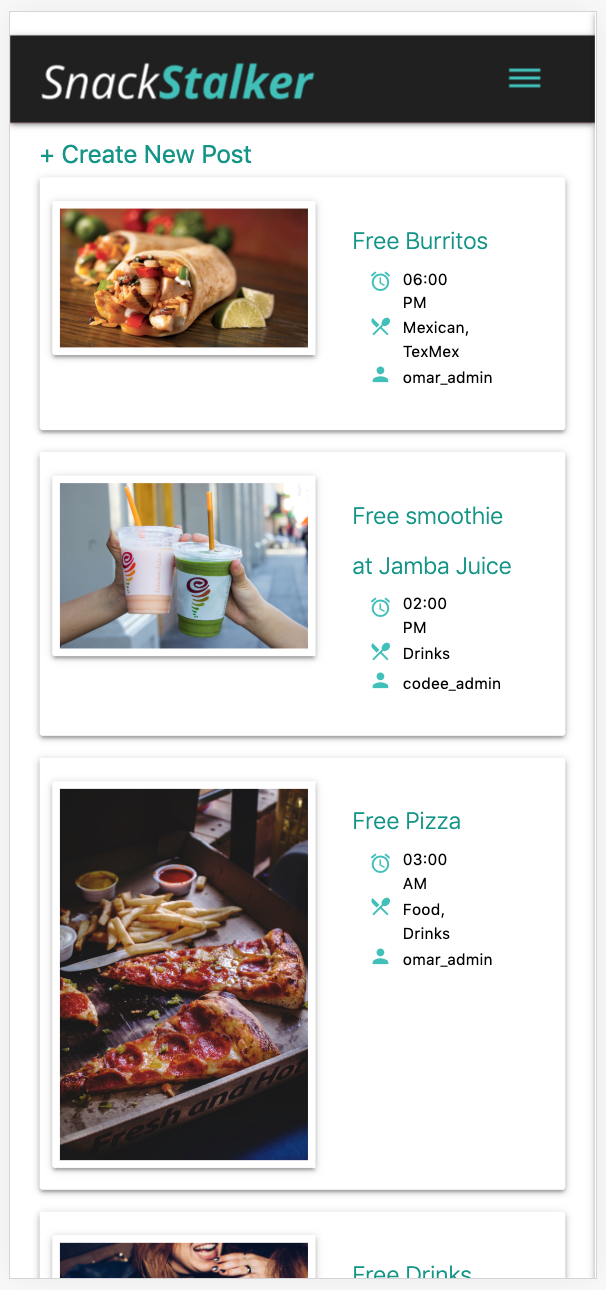 SnackStalker
+ Create New Post
Free Burritos
06:00
PM
Mexican,
TexMex
omar_admin
Free smoothie
at Jamba Juice
02:00
PM
Drinks
codee_admin
Free Pizza
03:00
AM
Food,
Drinks
omar_admin
Fresh and Hot
Free Drinks